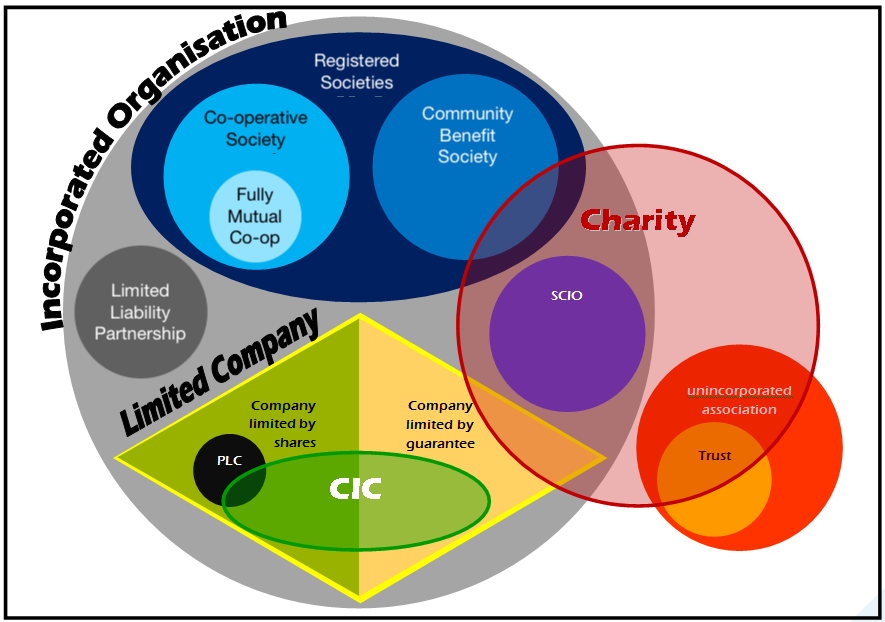 Incorporated Organisation
Registered
Societies
Co-operative
Society
Fully
Mutual
Co-op
Community
Benefit
Society
Charity
SCIO
Limited
Liability
Partnership
Limited Company
Company
limited by
shares
Company
limited by
guarantee
PLC
CIC
unincorporated
association
Trust